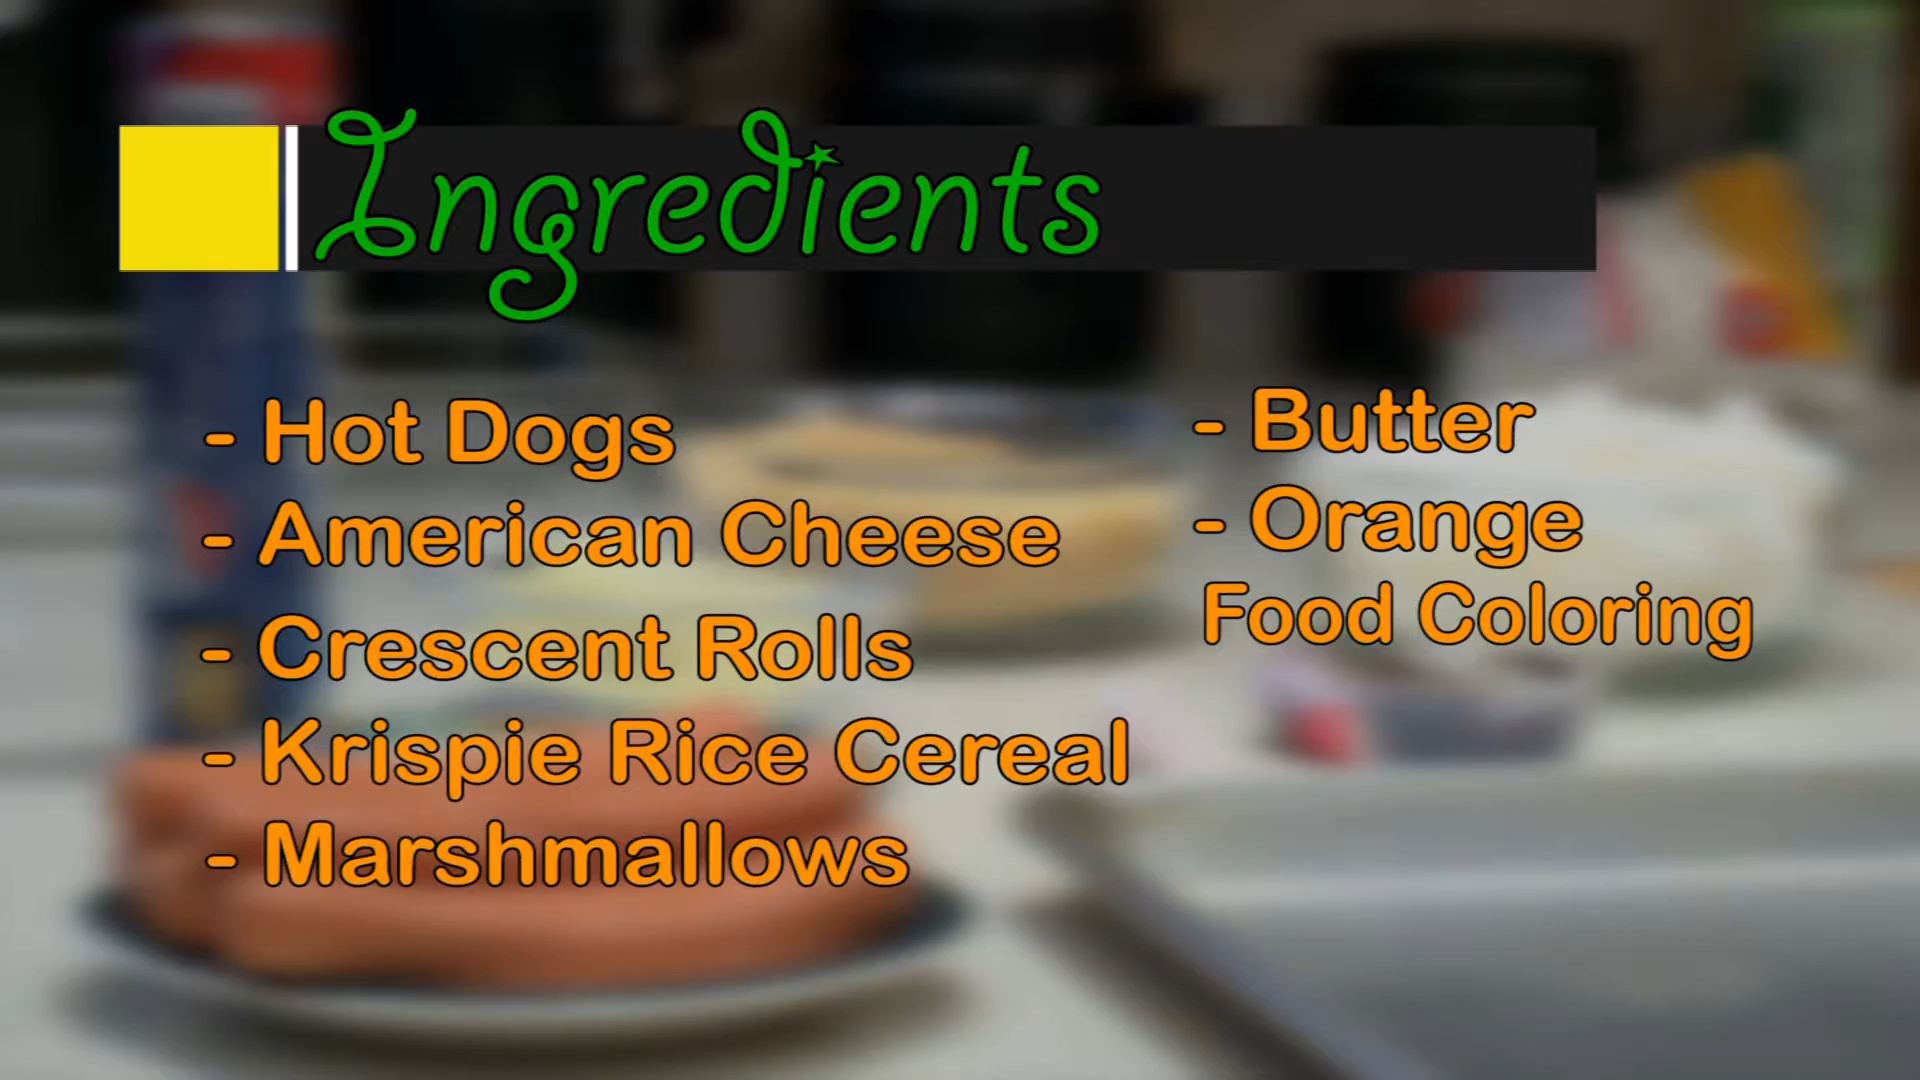 Ingredients
- Hot Dogs
- American Cheese
- Crescent Rolls
- Krispie Rice Cereal
- Marshmallows
- Butter
- Orange
Food Coloring